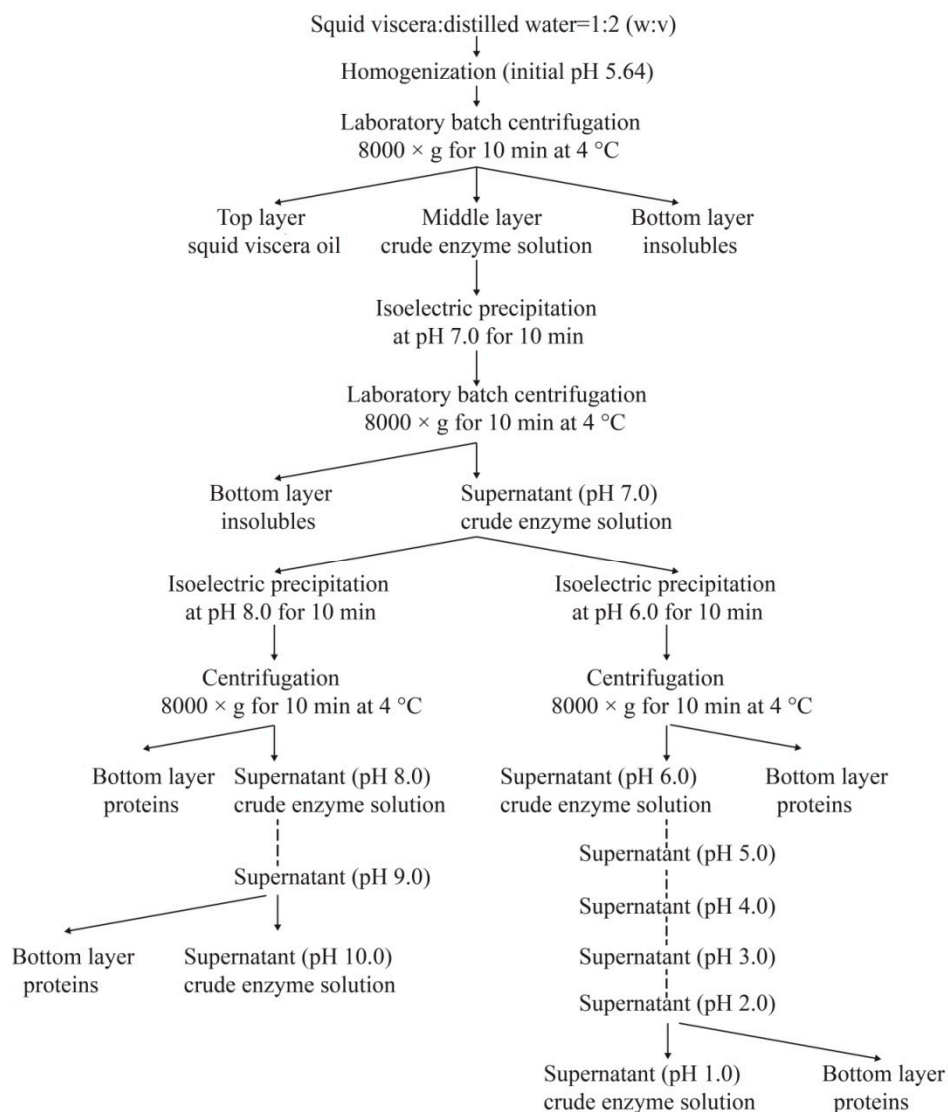 Squid viscera:distilled water=1:2 (w:v)
Homogenization (initial pH 5.64)
Laboratory batch centrifugation
8000 × g for 10 min at 4 °C
Top layer
squid viscera oil
Middle layer
crude enzyme solution
Bottom layer
insolubles
Isoelectric precipitation
at pH 7.0 for 10 min
Laboratory batch centrifugation
8000 × g for 10 min at 4 °C
Bottom layer
insolubles
Supernatant (pH 7.0)
crude enzyme solution
Isoelectric precipitation
at pH 8.0 for 10 min
Isoelectric precipitation
at pH 6.0 for 10 min
Centrifugation
8000 × g for 10 min at 4 °C
Centrifugation
8000 × g for 10 min at 4 °C
Bottom layer
proteins
Supernatant (pH 8.0)
crude enzyme solution
Supernatant (pH 6.0)
crude enzyme solution
Bottom layer
proteins
Supernatant (pH 5.0)
Supernatant (pH 9.0)
Supernatant (pH 4.0)
Bottom layer
proteins
Supernatant (pH 10.0)
crude enzyme solution
Supernatant (pH 3.0)
Supernatant (pH 2.0)
Supernatant (pH 1.0)
crude enzyme solution
Bottom layer
proteins